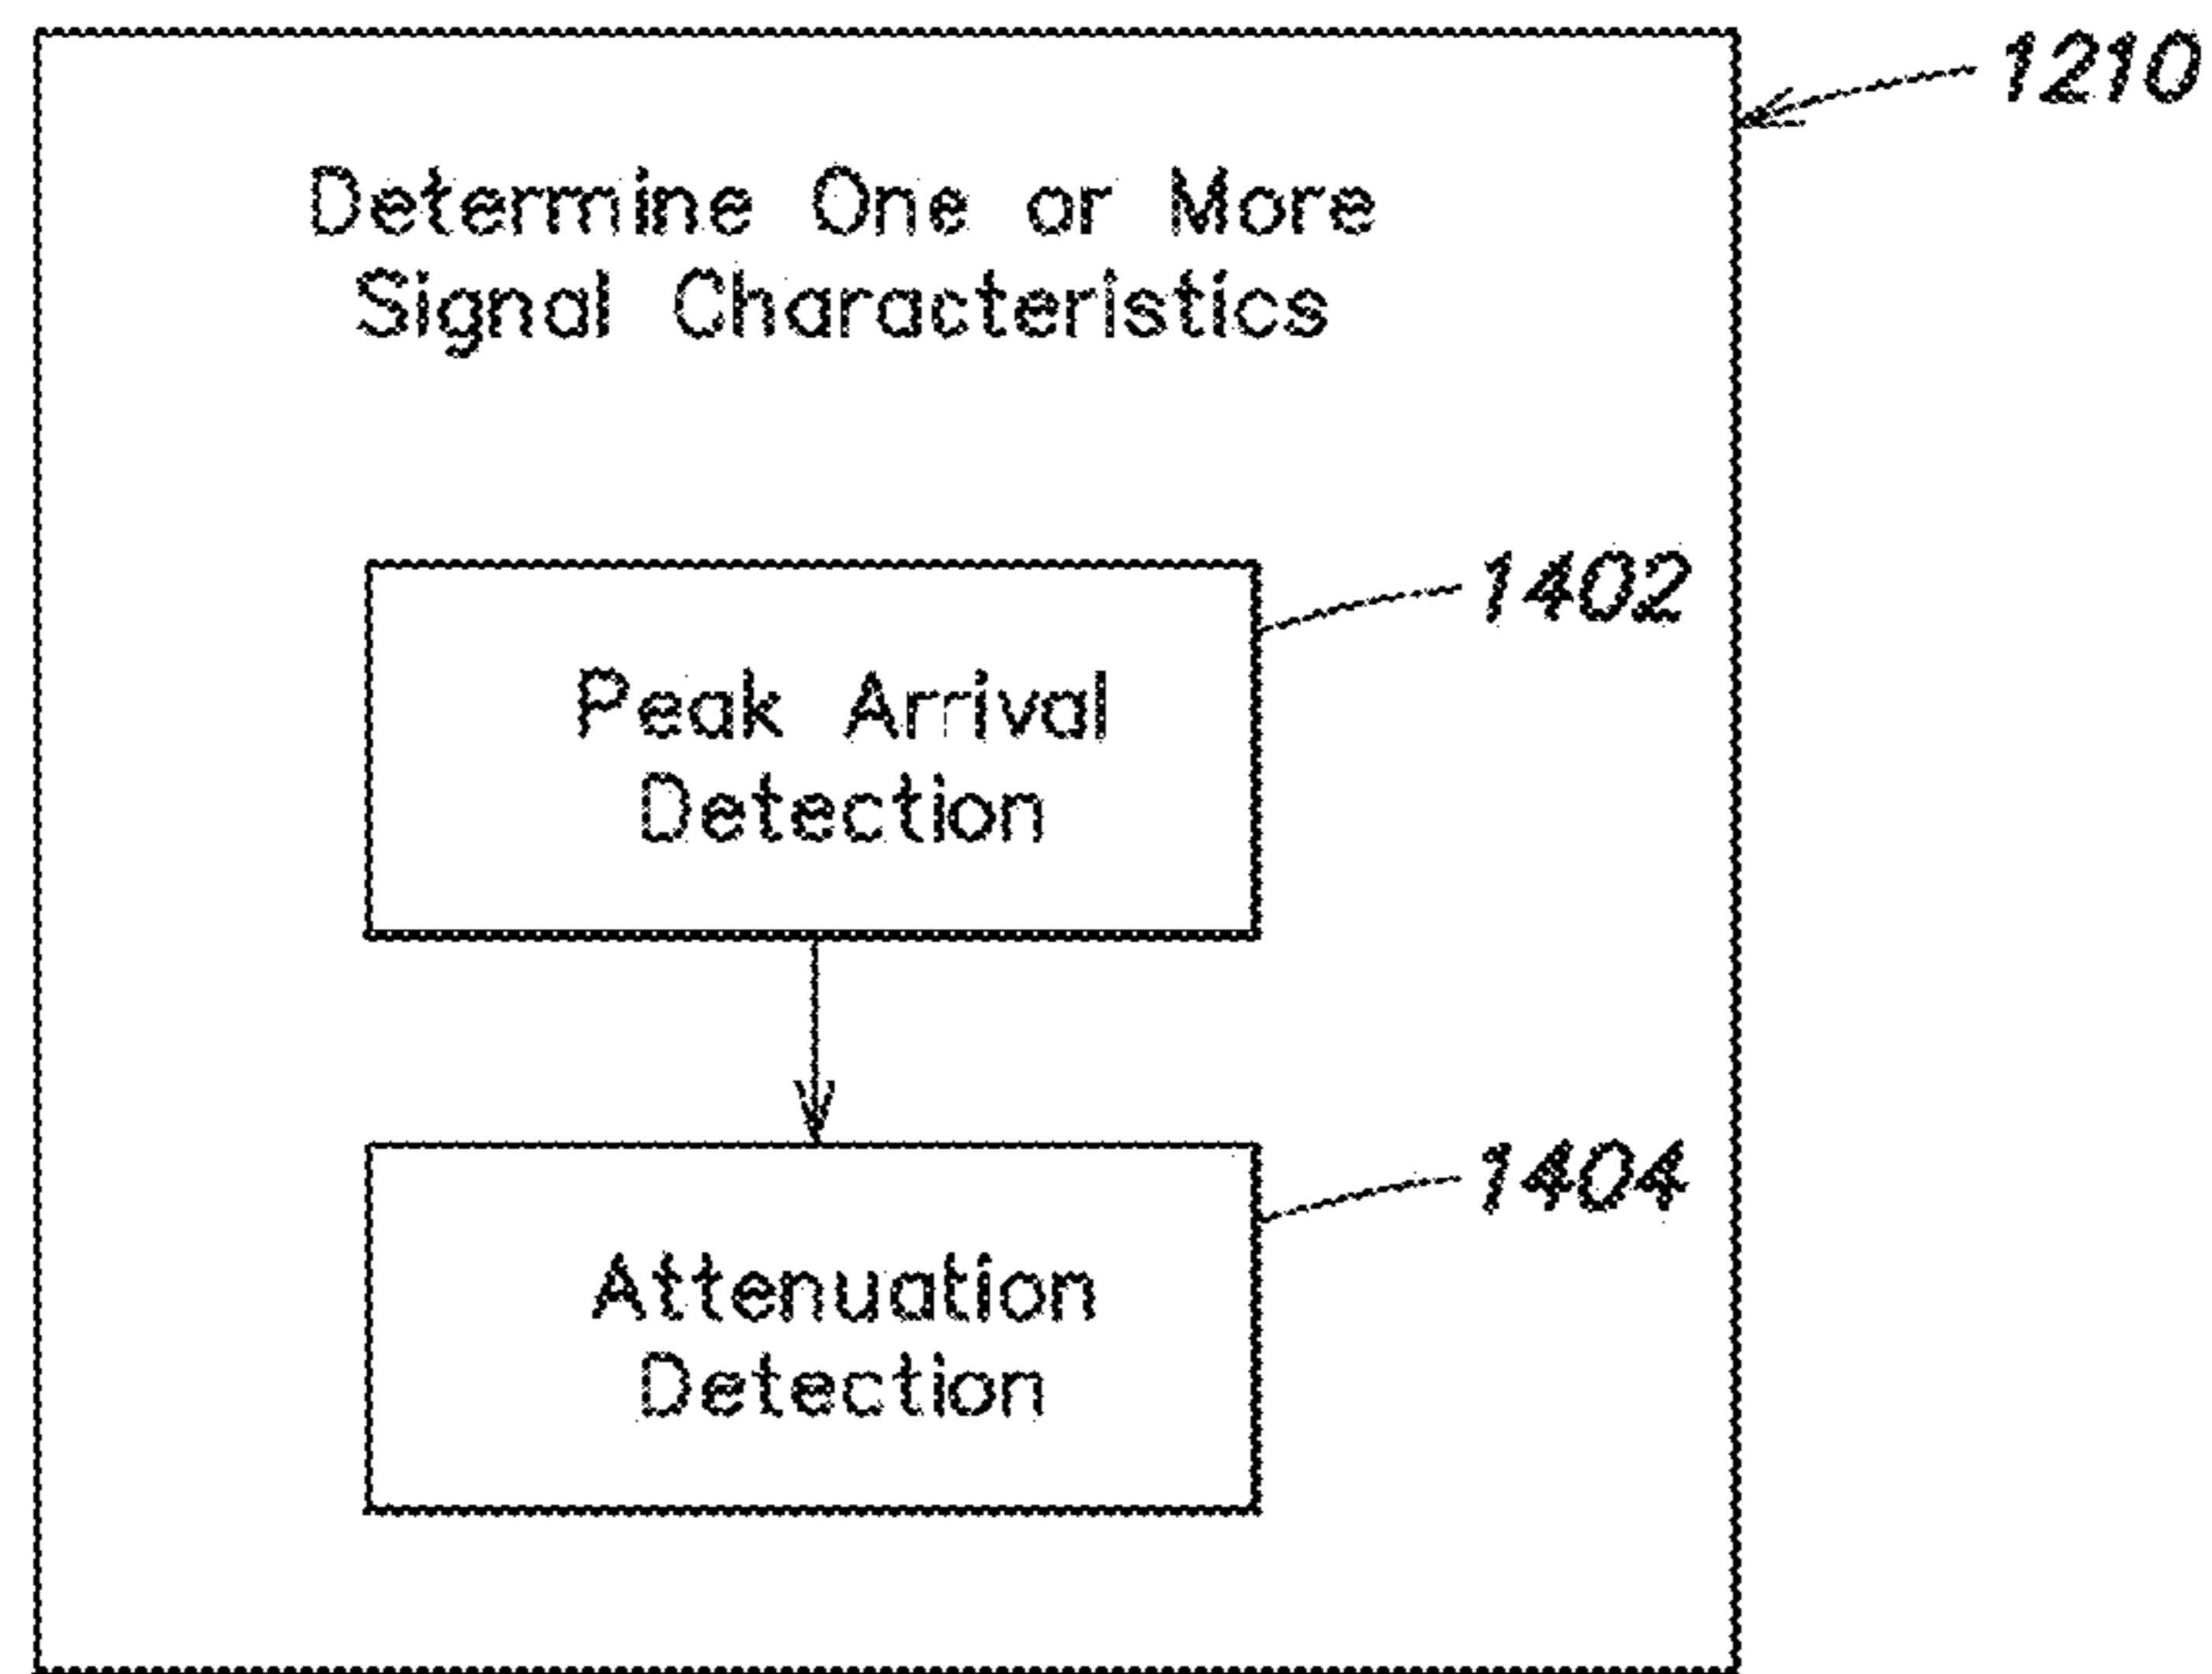 1210
Determine One or More
Signal Characteristics
1402
Peak Arrival
Detection
1404
Attenuation
Detection